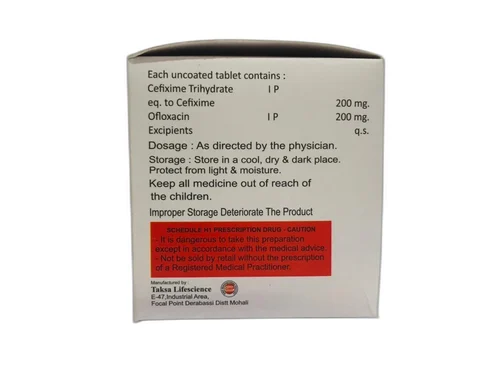 Each uncoated tablet contains :
Cefixime Trihydrate I P
eq. to Cefixime 200 mg.
Ofloxacin I P 200 mg.
Excipients q.s.
Dosage : As directed by the physician.
Storage : Store in a cool, dry & dark place.
Protect from light & moisture.
Keep all medicine out of reach of
the children.
Improper Storage Deteriorate The Product
SCHEDULE H1 PRESCRIPTION DRUG - CAUTION
- It is dangerous to take this preparation
except in accordance with the medical advice.
- Not be sold by retail without the prescription
of a Registered Medical Practitioner.
Manufactured by :
Taksa Lifescience
E-47,Industrial Area,
Focal Point Derabassi Distt Mohali